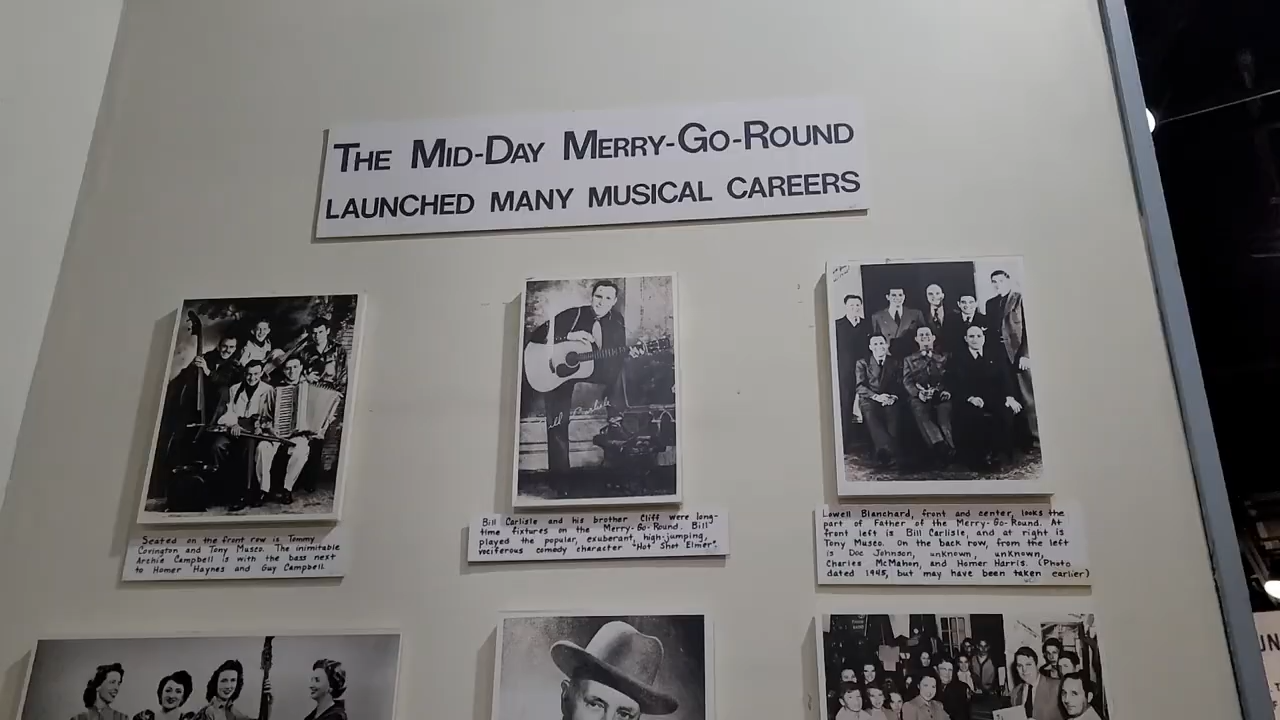 THE MID-DAY MERRY-GO-ROUND
LAUNCHED MANY MUSICAL CAREERS
Seated on the front row is Tommy
Covington and Tony Musco. The inimitable
Archie Campbell is with the bass next
to Homer Haynes and Guy Campbell.
Bill Carlisle
Bill Carlisle and his brother Cliff were long-
time fixtures on the Merry-Go-Round. Bill
played the popular, exuberant, high-jumping,
vociferous comedy character "Hot Shot Elmer".
Lowell Blanchard, front and center, looks the
part of Father of the Merry-Go-Round. At
front left is Bill Carlisle, and at right is
Tony Musco. On the back row, from the left
is Doc Johnson, unknown, unknown,
Charles McMahon, and Homer Harris. (Photo
dated 1945, but may have been taken earlier)
UN